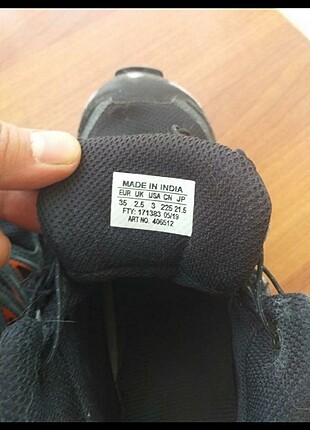 MADE IN INDIA
EUR UK USA CN JP
35 2.5 3 225 21.5
FTY: 171383 05/19
ART NO. 406512